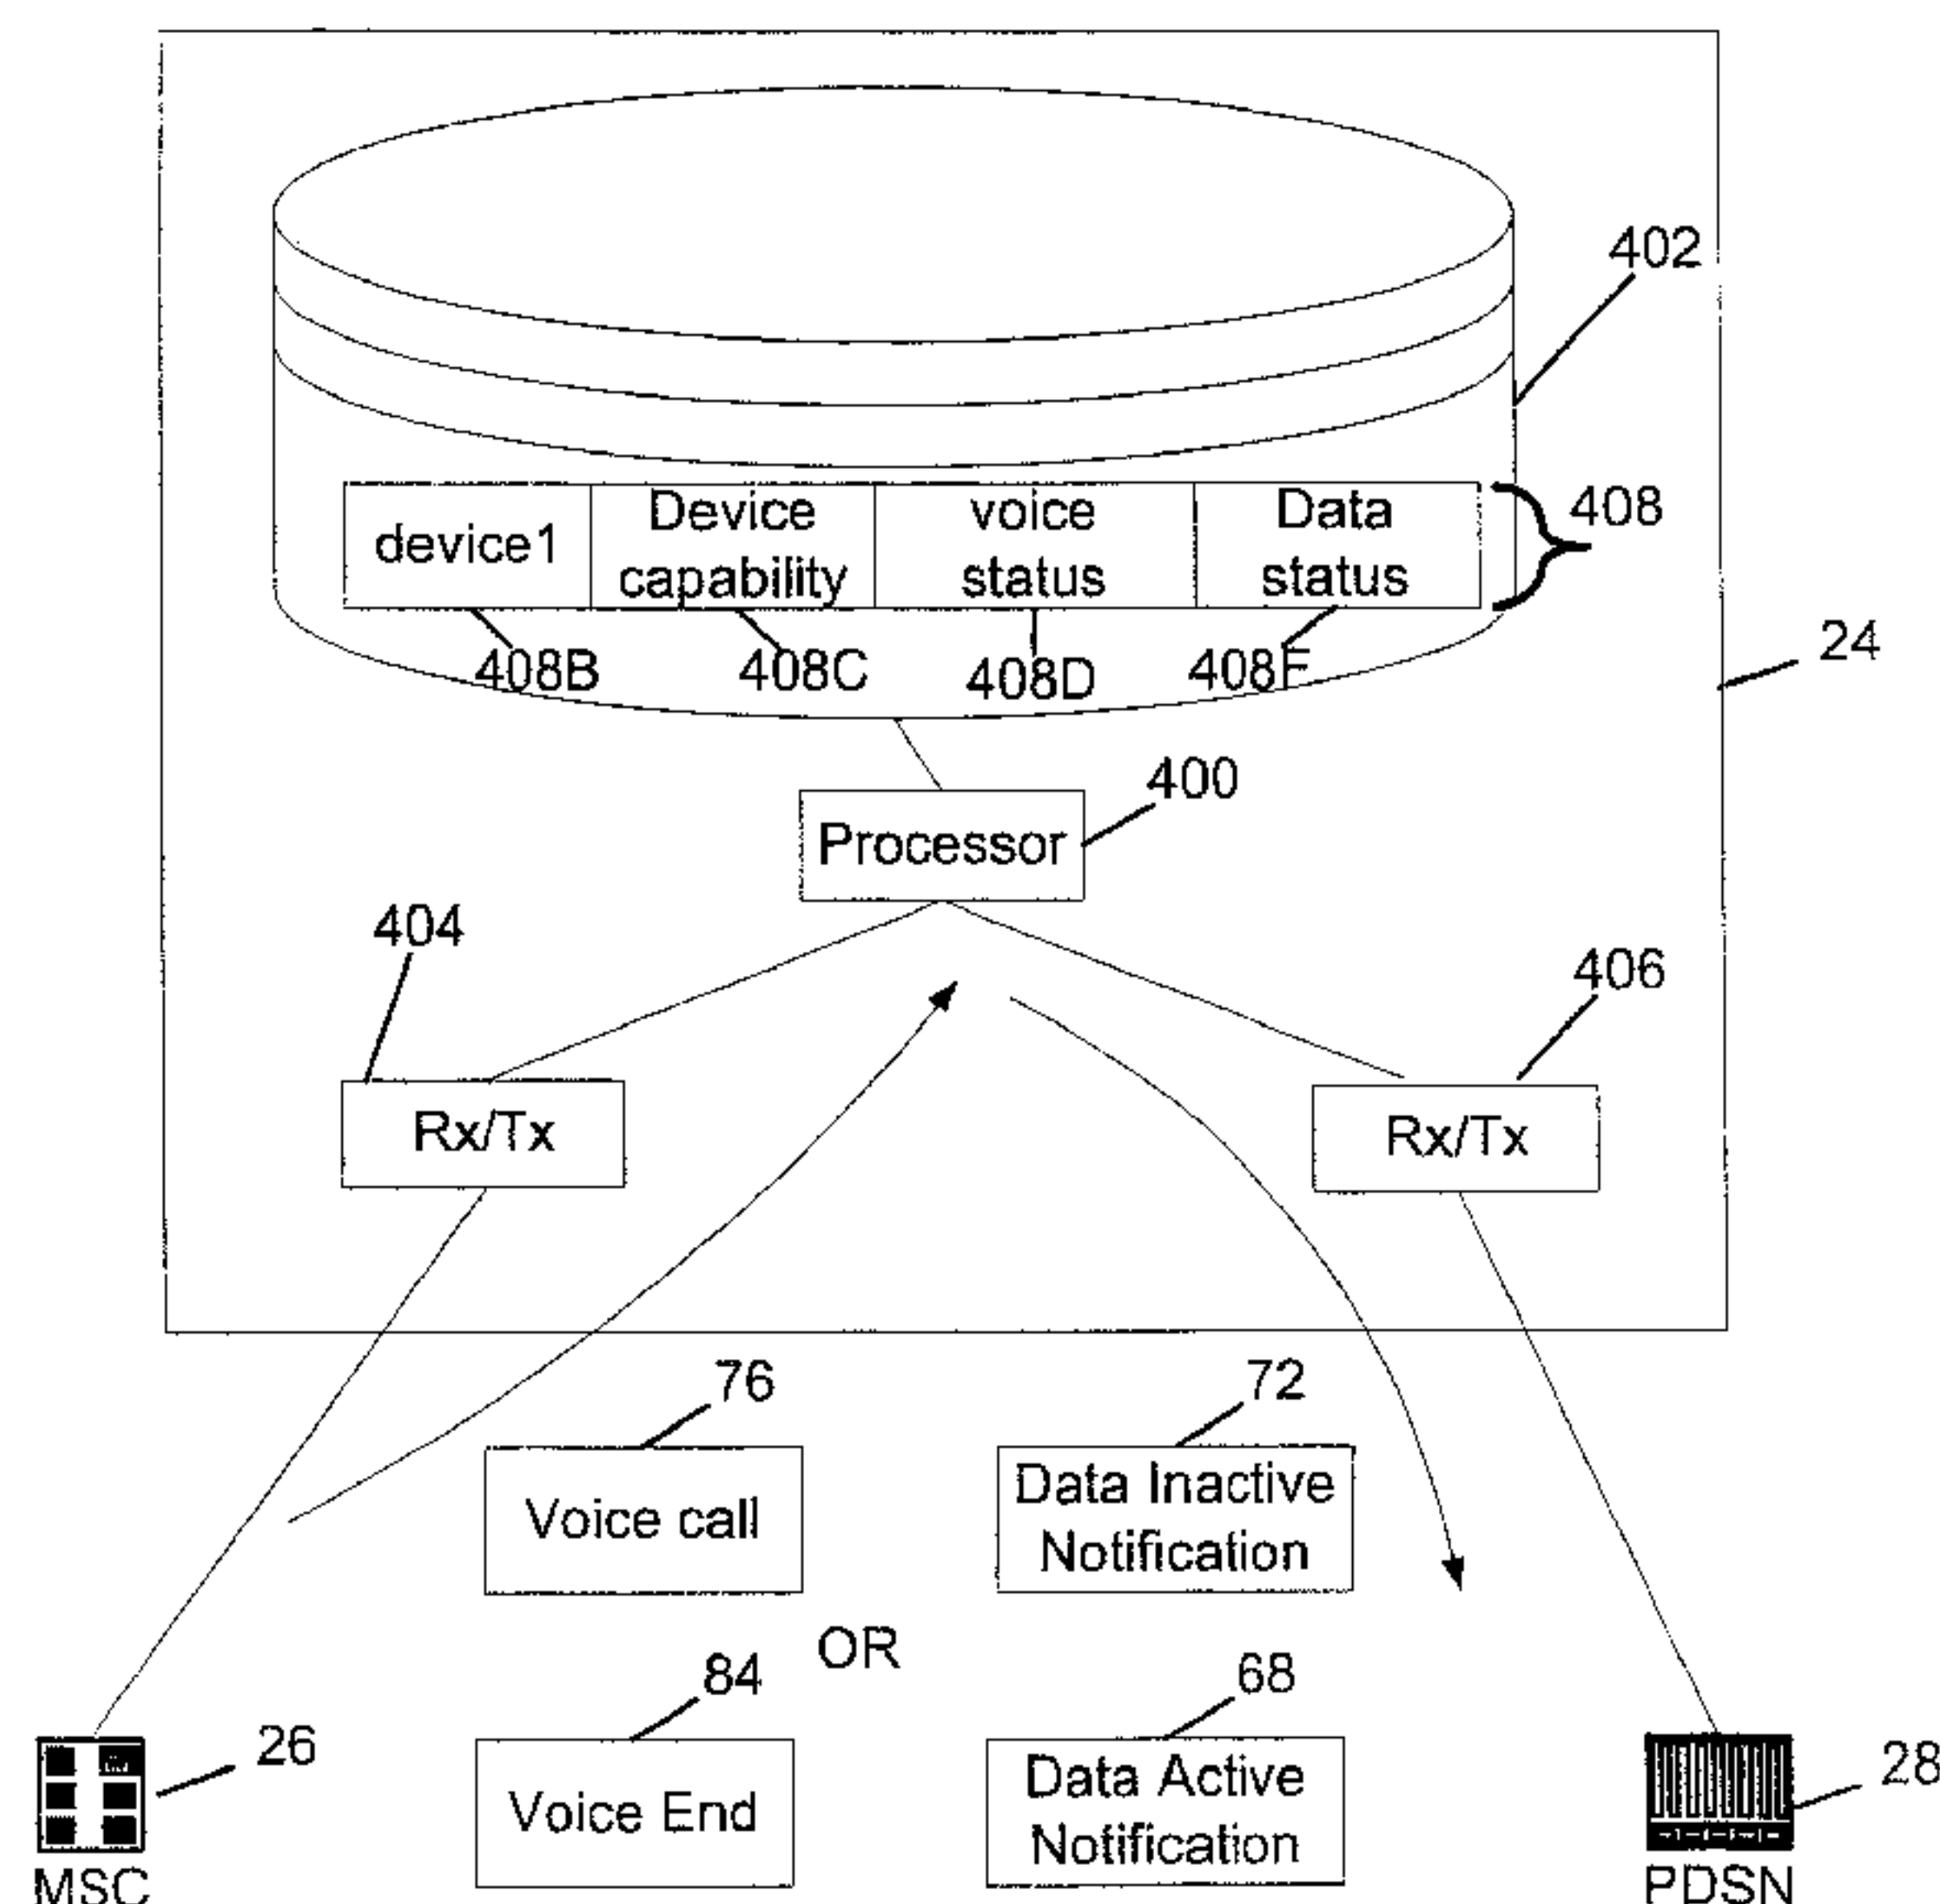 402
device1
Device
capability
voice
status
Data
status
408
408B
408C
408D
408F
24
400
Processor
404
406
Rx/Tx
Rx/Tx
76
72
Voice call
Data Inactive
Notification
OR
84
68
26
Voice End
Data Active
Notification
28
MSC
PDSN